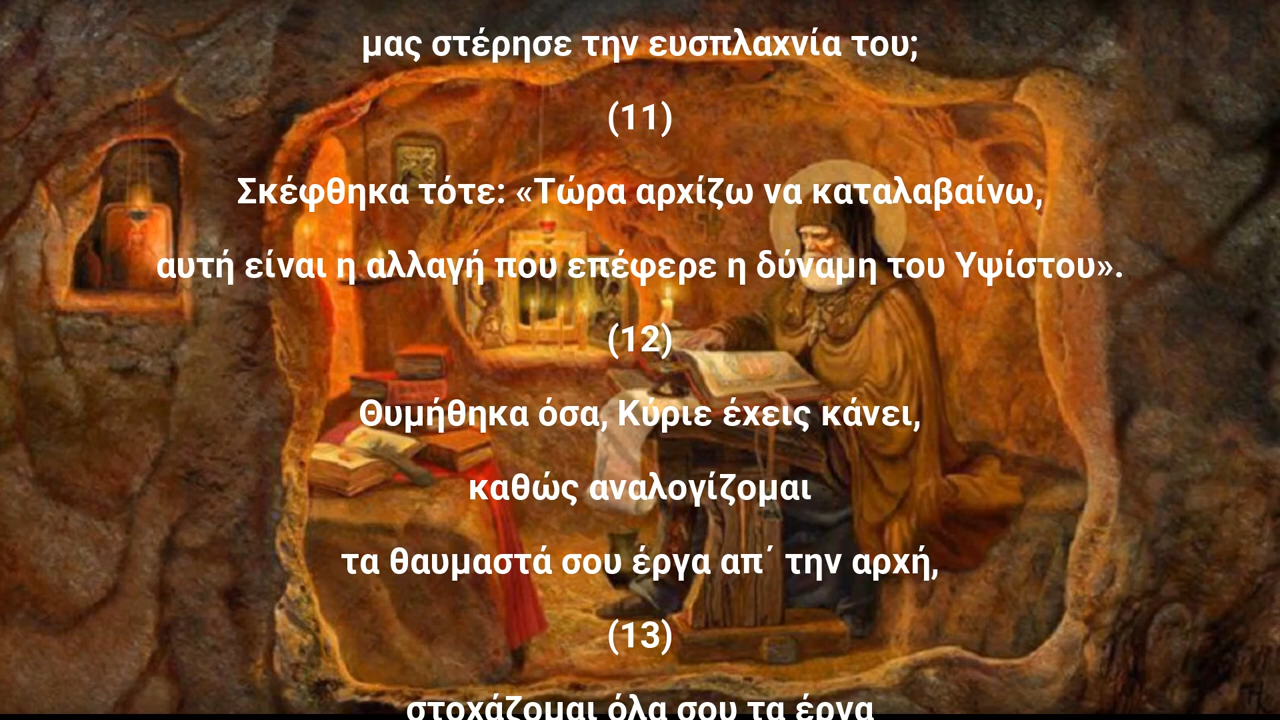 μας στέρησε την ευσπλαχνία του;
(11)
Σκέφθηκα τότε: «Τώρα αρχίζω να καταλαβαίνω,
αυτή είναι η αλλαγή που επέφερε η δύναμη του Υψίστου».
(12)
Θυμήθηκα όσα, Κύριε έχεις κάνει,
καθώς αναλογίζομαι
τα θαυμαστά σου έργα απ΄ την αρχή,
(13)
στοχάζομαι όλα σου τα έργα